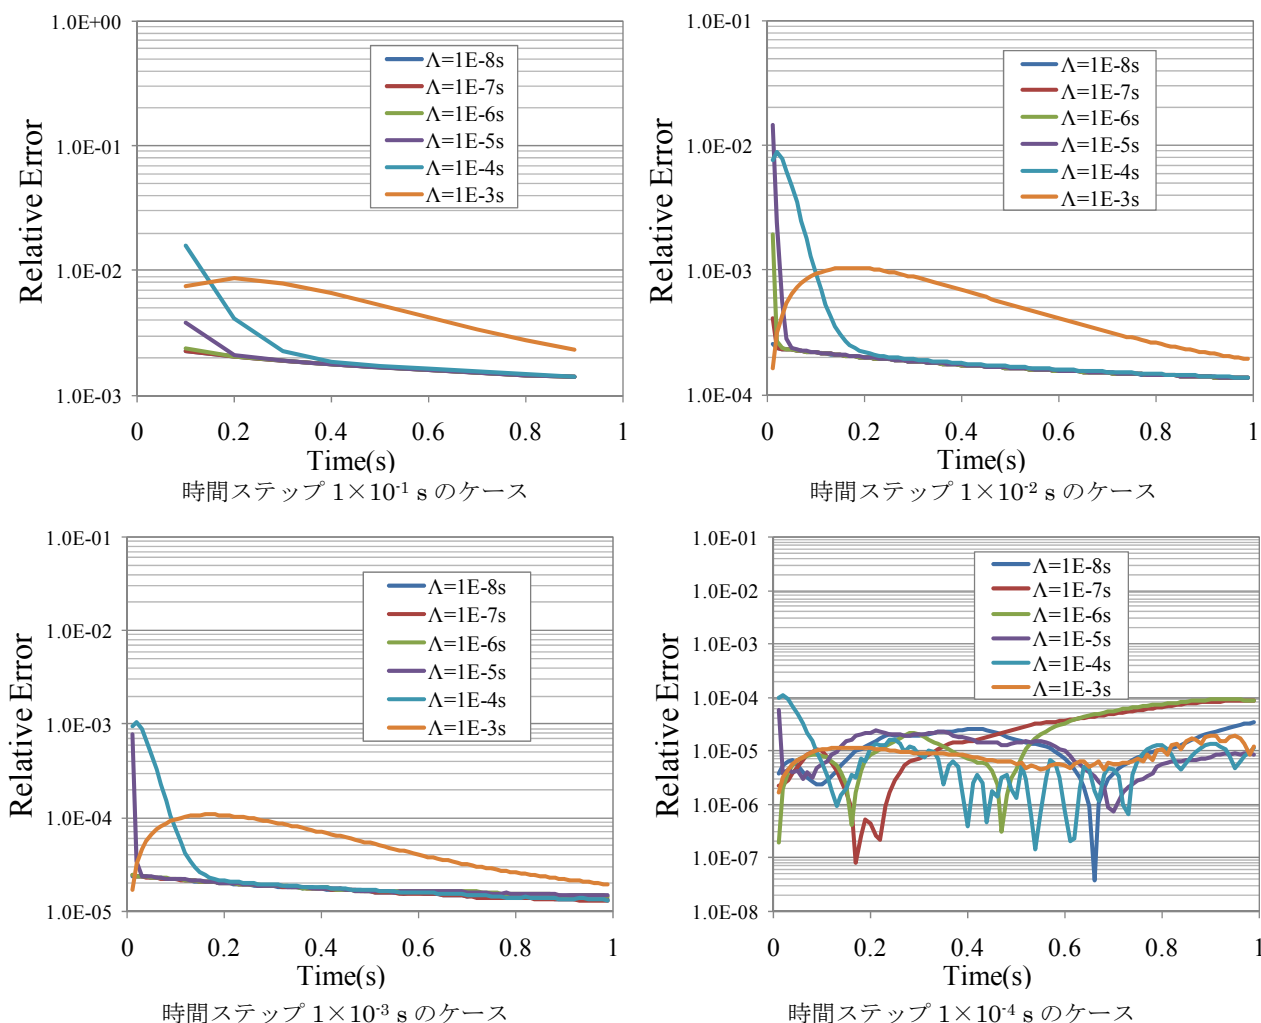 1.0E+00
1.0E-01
1.0E-02
1.0E-03
Relative Error
Λ=1E-8s
Λ=1E-7s
Λ=1E-6s
Λ=1E-5s
Λ=1E-4s
Λ=1E-3s
0 0.2 0.4 0.6 0.8 1
Time(s)
時間ステップ 1×10⁻¹ s のケース
1.0E-01
1.0E-02
1.0E-03
1.0E-04
Relative Error
Λ=1E-8s
Λ=1E-7s
Λ=1E-6s
Λ=1E-5s
Λ=1E-4s
Λ=1E-3s
0 0.2 0.4 0.6 0.8 1
Time(s)
時間ステップ 1×10⁻² s のケース
1.0E-01
1.0E-02
1.0E-03
1.0E-04
1.0E-05
Relative Error
Λ=1E-8s
Λ=1E-7s
Λ=1E-6s
Λ=1E-5s
Λ=1E-4s
Λ=1E-3s
0 0.2 0.4 0.6 0.8 1
Time(s)
時間ステップ 1×10⁻³ s のケース
1.0E-01
1.0E-02
1.0E-03
1.0E-04
1.0E-05
1.0E-06
1.0E-07
1.0E-08
Relative Error
Λ=1E-8s
Λ=1E-7s
Λ=1E-6s
Λ=1E-5s
Λ=1E-4s
Λ=1E-3s
0 0.2 0.4 0.6 0.8 1
Time(s)
時間ステップ 1×10⁻⁴ s のケース